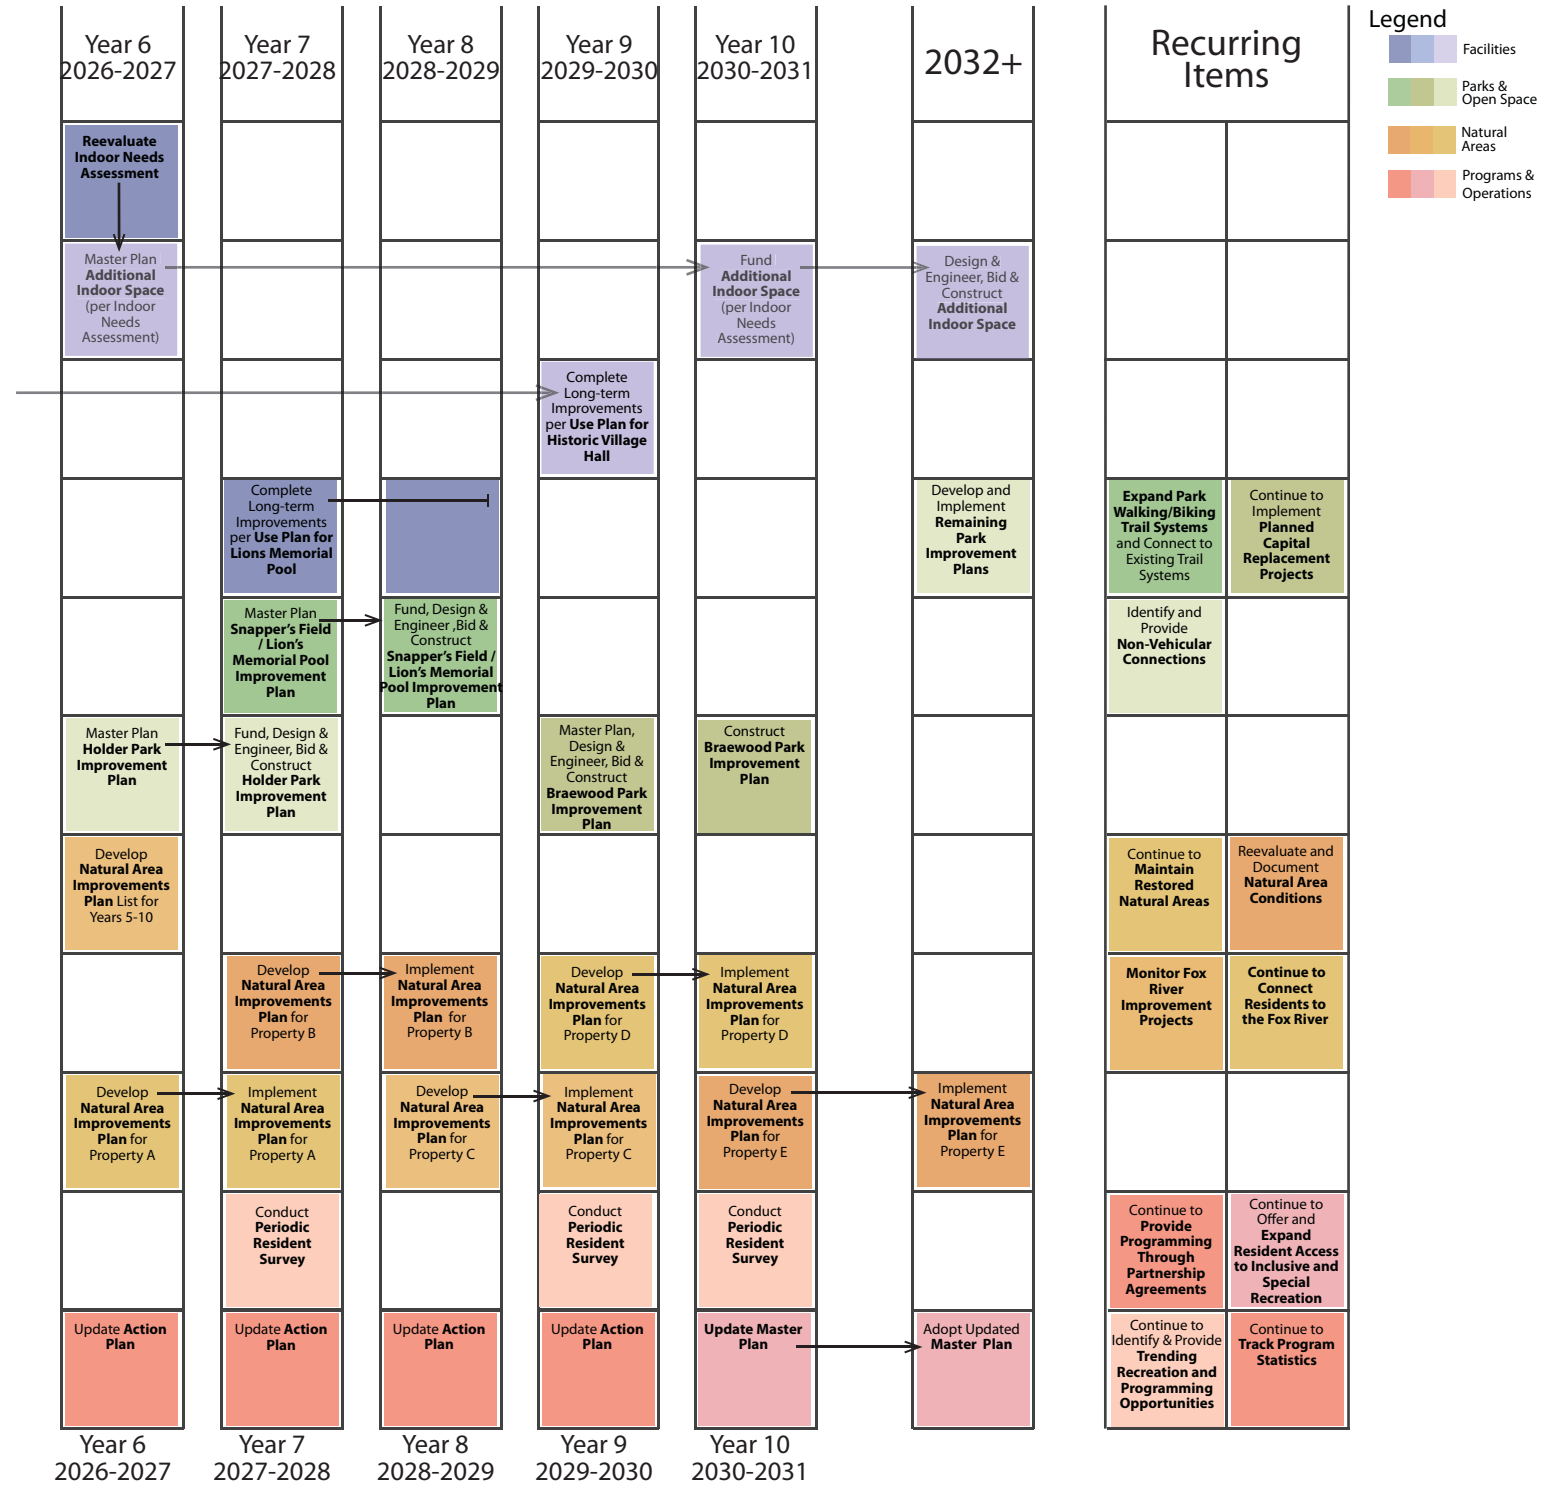 Year 6
2026-2027
Year 7
2027-2028
Year 8
2028-2029
Year 9
2029-2030
Year 10
2030-2031
2032+
Recurring
Items
Legend
Facilities
Parks &
Open Space
Natural
Areas
Programs &
Operations
Reevaluate
Indoor Needs
Assessment
Master Plan
Additional
Indoor Space
(per Indoor
Needs
Assessment)
Fund
Additional
Indoor Space
(per Indoor
Needs
Assessment)
Design &
Engineer, Bid &
Construct
Additional
Indoor Space
Complete
Long-term
Improvements
per Use Plan for
Historic Village
Hall
Complete
Long-term
Improvements
per Use Plan for
Lions Memorial
Pool
Develop and
Implement
Remaining
Park
Improvement
Plans
Expand Park
Walking/Biking
Trail Systems
and Connect to
Existing Trail
Systems
Continue to
Implement
Planned
Capital
Replacement
Projects
Master Plan
Snapper's Field
/ Lion's
Memorial Pool
Improvement
Plan
Fund, Design &
Engineer ,Bid &
Construct
Snapper's Field /
Lion's Memorial
Pool Improvement
Plan
Identify and
Provide
Non-Vehicular
Connections
Master Plan
Holder Park
Improvement
Plan
Fund, Design &
Engineer, Bid &
Construct
Holder Park
Improvement
Plan
Master Plan,
Design &
Engineer, Bid &
Construct
Braewood Park
Improvement
Plan
Construct
Braewood Park
Improvement
Plan
Develop
Natural Area
Improvements
Plan List for
Years 5-10
Continue to
Maintain
Restored
Natural Areas
Reevaluate and
Document
Natural Area
Conditions
Develop
Natural Area
Improvements
Plan for
Property B
Implement
Natural Area
Improvements
Plan for
Property B
Develop
Natural Area
Improvements
Plan for
Property D
Implement
Natural Area
Improvements
Plan for
Property D
Monitor Fox
River
Improvement
Projects
Continue to
Connect
Residents to
the Fox River
Develop
Natural Area
Improvements
Plan for
Property A
Implement
Natural Area
Improvements
Plan for
Property A
Develop
Natural Area
Improvements
Plan for
Property C
Implement
Natural Area
Improvements
Plan for
Property C
Develop
Natural Area
Improvements
Plan for
Property E
Implement
Natural Area
Improvements
Plan for
Property E
Conduct
Periodic
Resident
Survey
Conduct
Periodic
Resident
Survey
Conduct
Periodic
Resident
Survey
Continue to
Provide
Programming
Through
Partnership
Agreements
Continue to
Offer and
Expand
Resident Access
to Inclusive and
Special
Recreation
Update Action
Plan
Update Action
Plan
Update Action
Plan
Update Action
Plan
Update Master
Plan
Adopt Updated
Master Plan
Continue to
Identify & Provide
Trending
Recreation and
Programming
Opportunities
Continue to
Track Program
Statistics
Year 6
2026-2027
Year 7
2027-2028
Year 8
2028-2029
Year 9
2029-2030
Year 10
2030-2031